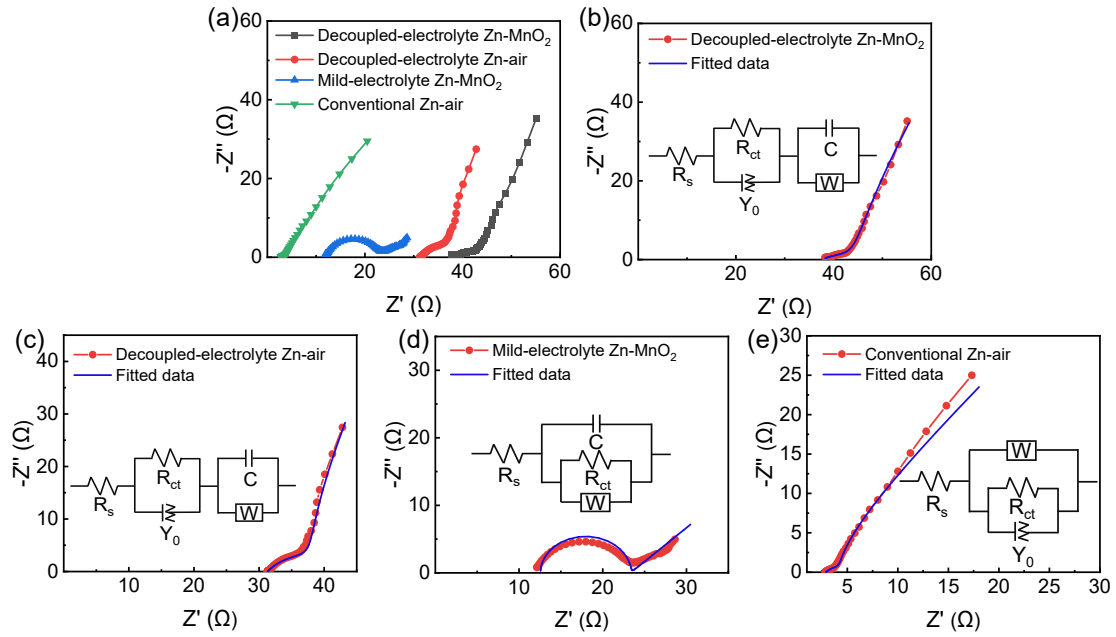 (a)
60
40
20
0
-Z" (Ω)
Decoupled-electrolyte Zn-MnO₂
Decoupled-electrolyte Zn-air
Mild-electrolyte Zn-MnO₂
Conventional Zn-air
0 20 40 60
Z' (Ω)
(b)
60
40
20
0
-Z" (Ω)
Decoupled-electrolyte Zn-MnO₂
Fitted data
Rs
Rct
Y₀
C
W
20 40 60
Z' (Ω)
(c)
40
30
20
10
0
-Z" (Ω)
Decoupled-electrolyte Zn-air
Fitted data
Rs
Rct
Y₀
C
W
10 20 30 40
Z' (Ω)
(d)
30
20
10
0
-Z" (Ω)
Mild-electrolyte Zn-MnO₂
Fitted data
Rs
C
Rct
W
10 20 30
Z' (Ω)
(e)
30
25
20
15
10
5
0
-Z" (Ω)
Conventional Zn-air
Fitted data
Rs
W
Rct
Y₀
5 10 15 20 25 30
Z' (Ω)